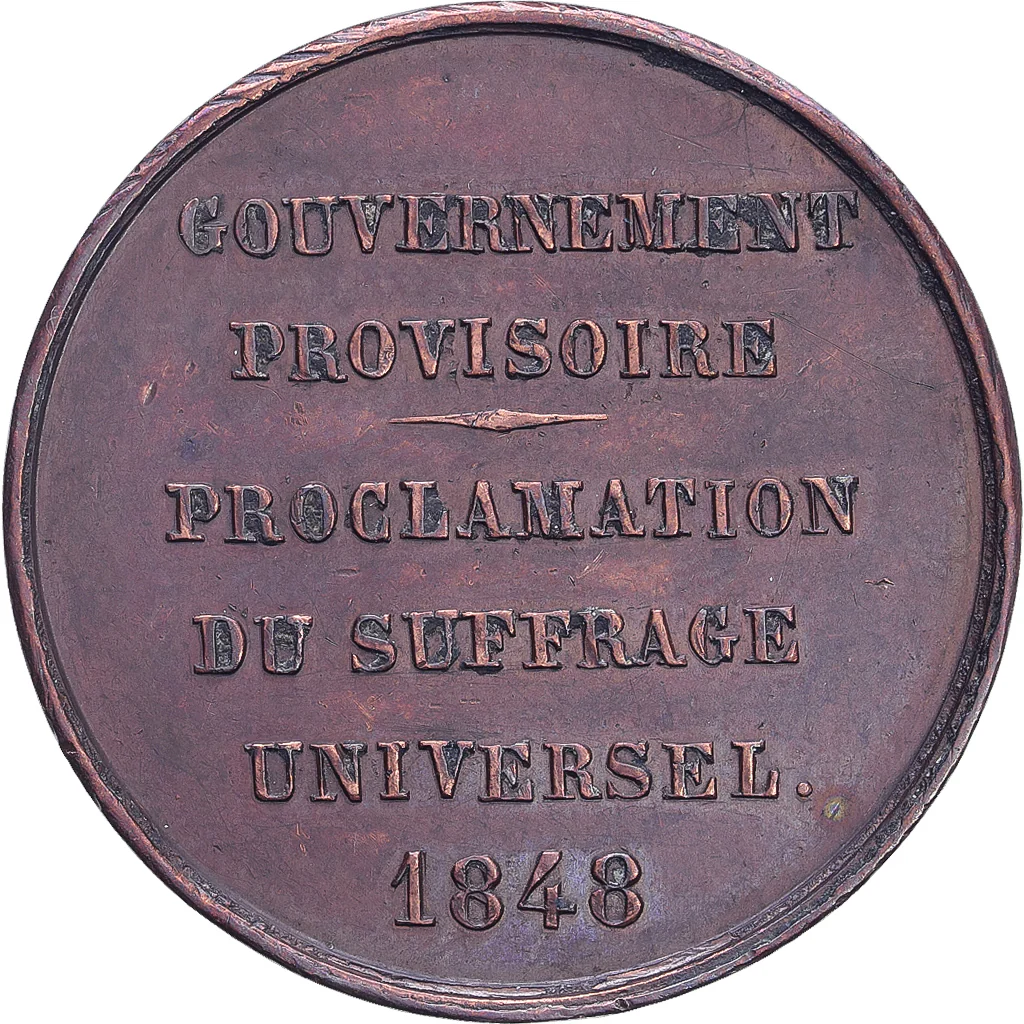 GOUVERNEMENT
PROVISOIRE
PROCLAMATION
DU SUFFRAGE
UNIVERSEL.
1848